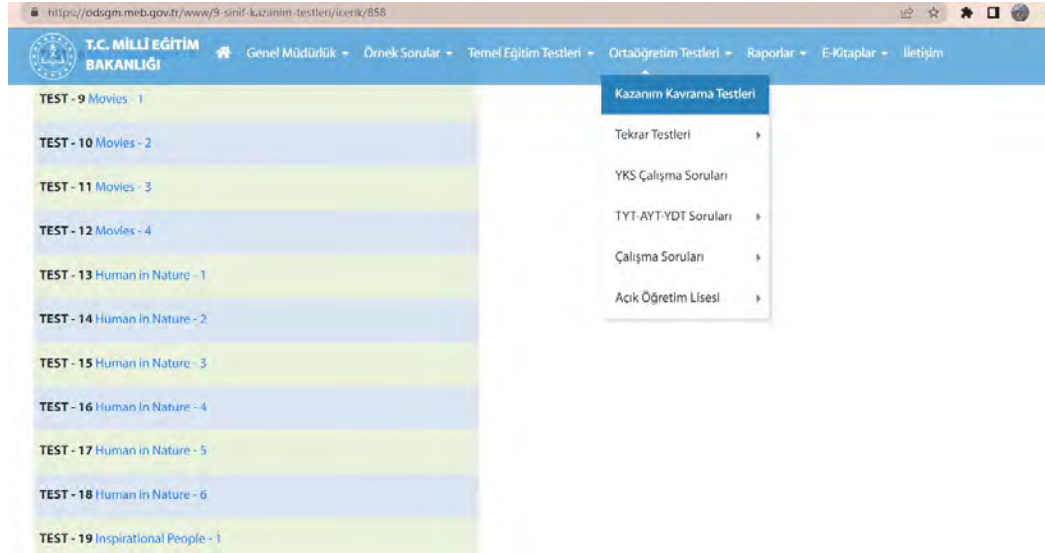 https://odsgm.meb.gov.tr/www/9-sinif-kazanim-testleri/icerik/858
T.C. MİLLÎ EĞİTİM
BAKANLIĞI
Genel Müdürlük
Örnek Sorular
Temel Eğitim Testleri
Ortaöğretim Testleri
Raporlar
E-Kitaplar
İletişim
Kazanım Kavrama Testleri
Tekrar Testleri
YKS Çalışma Soruları
TYT-AYT-YDT Soruları
Çalışma Soruları
Açık Öğretim Lisesi
TEST - 9 Movies - 1
TEST - 10 Movies - 2
TEST - 11 Movies - 3
TEST - 12 Movies - 4
TEST - 13 Human in Nature - 1
TEST - 14 Human in Nature - 2
TEST - 15 Human in Nature - 3
TEST - 16 Human in Nature - 4
TEST - 17 Human in Nature - 5
TEST - 18 Human in Nature - 6
TEST - 19 Inspirational People - 1